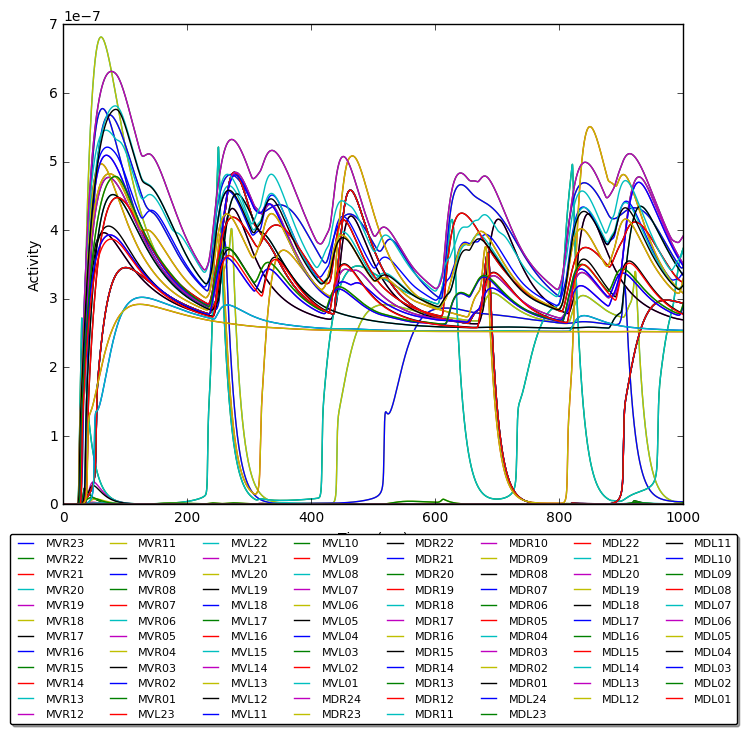 1e−7
7
6
5
4
3
2
1
0
Activity
0 200 400 600 800 1000
MVR23 MVR11 MVL22 MVL10 MDR22 MDR10 MDL22 MDL11
MVR22 MVR10 MVL21 MVL09 MDR21 MDR09 MDL21 MDL10
MVR21 MVR09 MVL20 MVL08 MDR20 MDR08 MDL20 MDL09
MVR20 MVR08 MVL19 MVL07 MDR19 MDR07 MDL19 MDL08
MVR19 MVR07 MVL18 MVL06 MDR18 MDR06 MDL18 MDL07
MVR18 MVR06 MVL17 MVL05 MDR17 MDR05 MDL17 MDL06
MVR17 MVR05 MVL16 MVL04 MDR16 MDR04 MDL16 MDL05
MVR16 MVR04 MVL15 MVL03 MDR15 MDR03 MDL15 MDL04
MVR15 MVR03 MVL14 MVL02 MDR14 MDR02 MDL14 MDL03
MVR14 MVR02 MVL13 MVL01 MDR13 MDR01 MDL13 MDL02
MVR13 MVR01 MVL12 MDR24 MDR12 MDL24 MDL12 MDL01
MVR12 MVL23 MVL11 MDR23 MDR11 MDL23